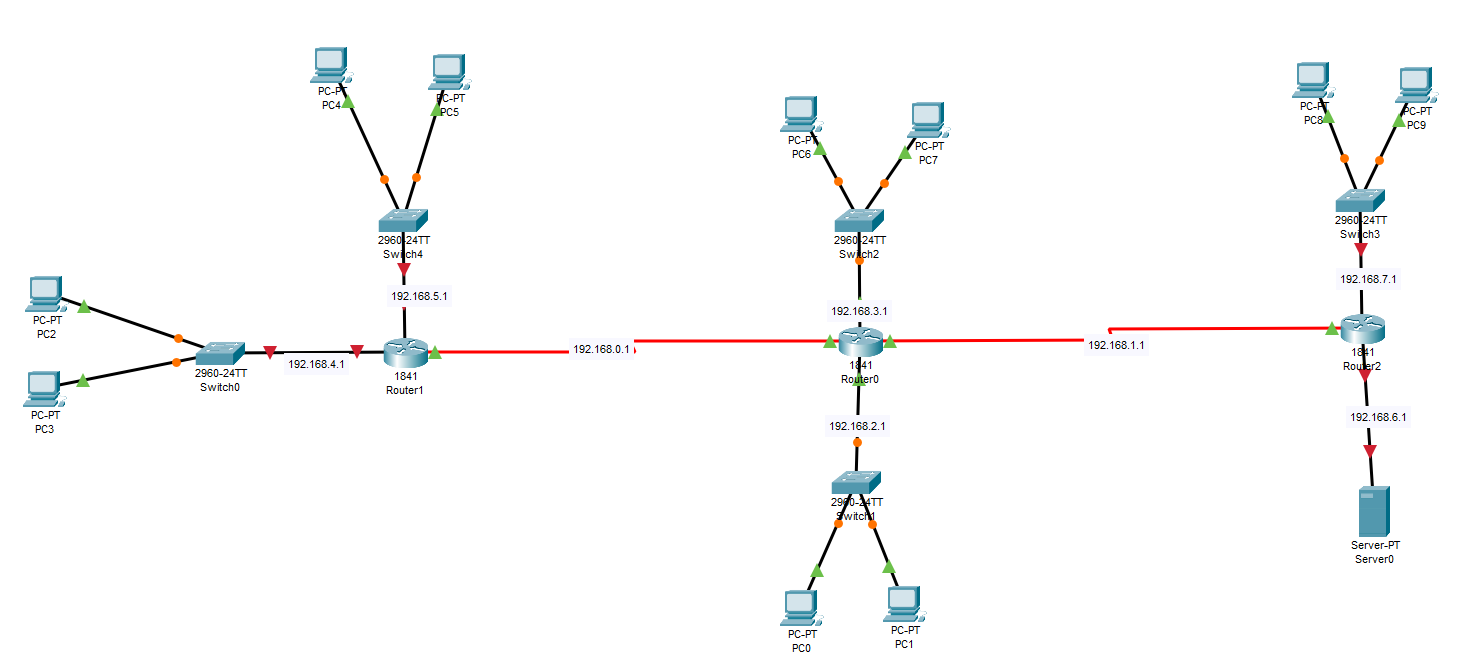 PC-PT
PC4
PC-PT
PC5
PC-PT
PC6
PC-PT
PC7
PC-PT
PC8
PC-PT
PC9
2960-24TT
Switch4
2960-24TT
Switch2
2960-24TT
Switch3
192.168.5.1
192.168.3.1
192.168.7.1
PC-PT
PC2
192.168.4.1
192.168.0.1
192.168.1.1
2960-24TT
Switch0
1841
Router1
1841
Router0
1841
Router2
PC-PT
PC3
192.168.2.1
192.168.6.1
2960-24TT
Switch1
Server-PT
Server0
PC-PT
PC0
PC-PT
PC1